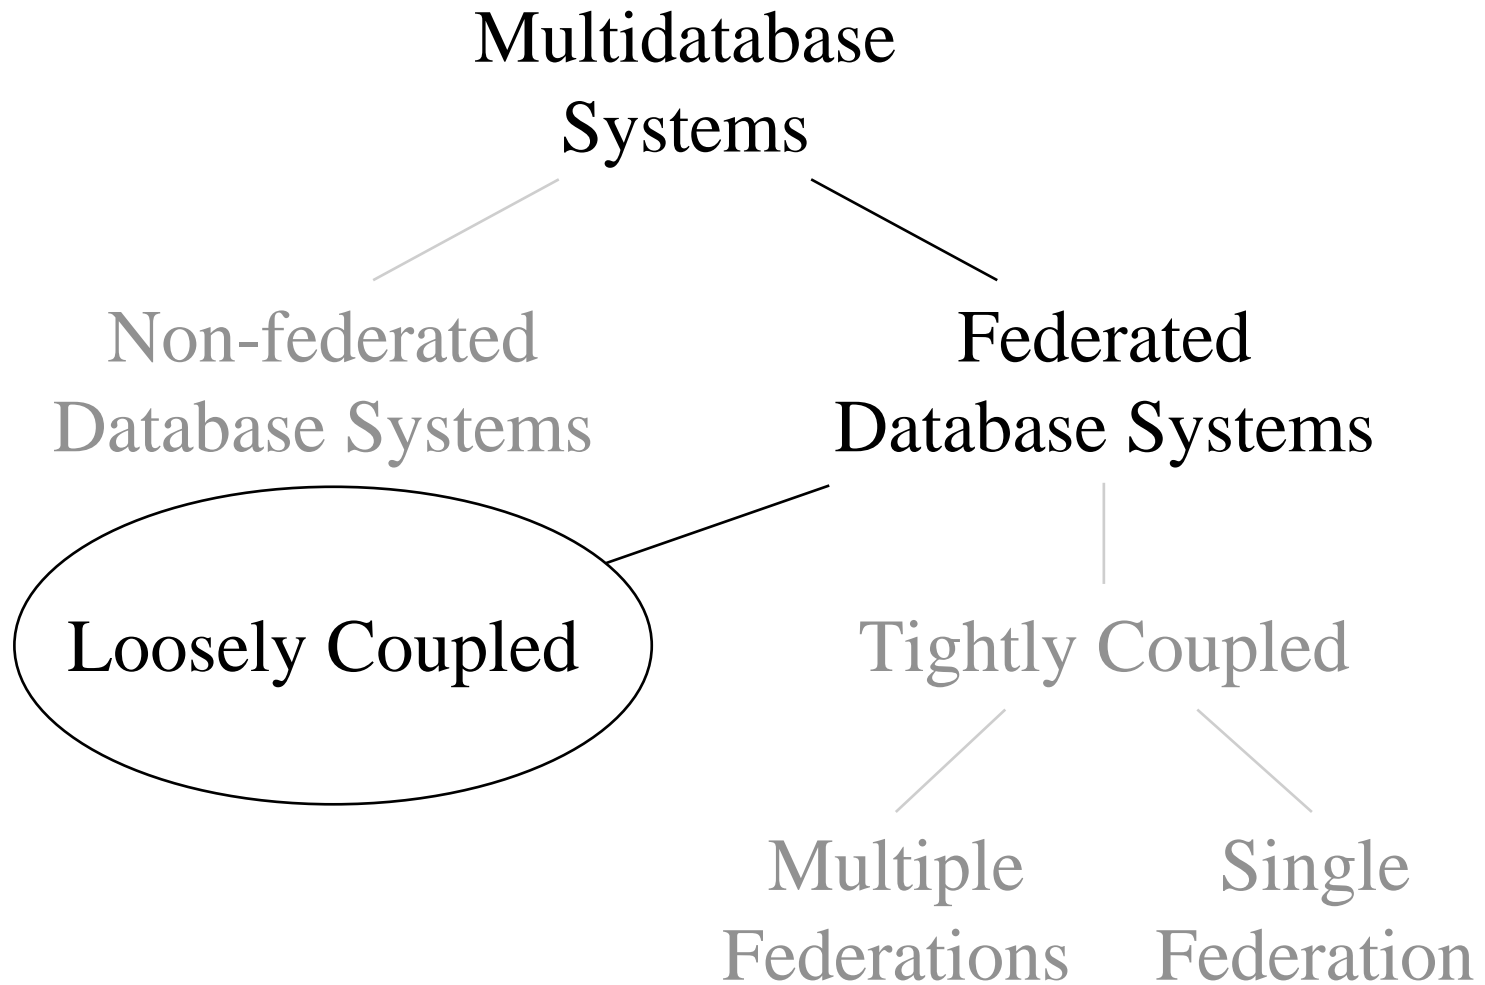 Multidatabase
Systems
Non-federated
Database Systems
Federated
Database Systems
Loosely Coupled
Tightly Coupled
Multiple
Federations
Single
Federation